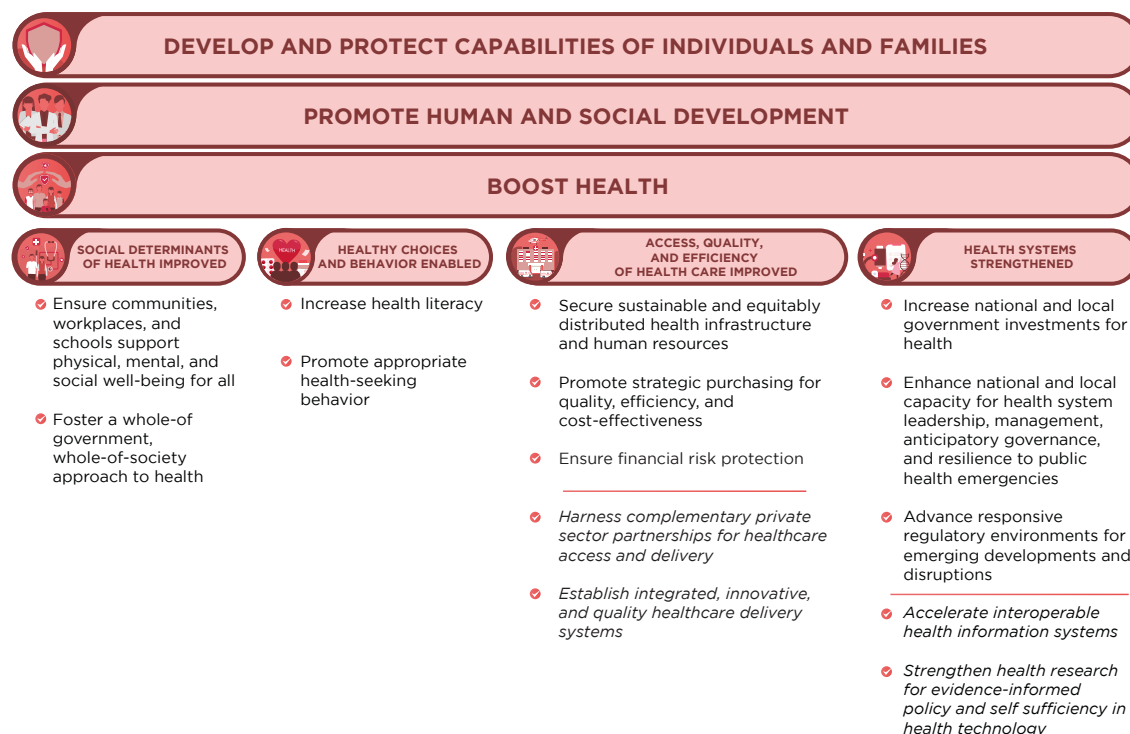 DEVELOP AND PROTECT CAPABILITIES OF INDIVIDUALS AND FAMILIES
PROMOTE HUMAN AND SOCIAL DEVELOPMENT
BOOST HEALTH
SOCIAL DETERMINANTS
OF HEALTH IMPROVED
Ensure communities,
workplaces, and
schools support
physical, mental, and
social well-being for all
Foster a whole-of
government,
whole-of-society
approach to health
HEALTH
HEALTHY CHOICES
AND BEHAVIOR ENABLED
Increase health literacy
Promote appropriate
health-seeking
behavior
ACCESS, QUALITY,
AND EFFICIENCY
OF HEALTH CARE IMPROVED
Secure sustainable and equitably
distributed health infrastructure
and human resources
Promote strategic purchasing for
quality, efficiency, and
cost-effectiveness
Ensure financial risk protection
Harness complementary private
sector partnerships for healthcare
access and delivery
Establish integrated, innovative,
and quality healthcare delivery
systems
HEALTH SYSTEMS
STRENGTHENED
Increase national and local
government investments for
health
Enhance national and local
capacity for health system
leadership, management,
anticipatory governance,
and resilience to public
health emergencies
Advance responsive
regulatory environments for
emerging developments and
disruptions
Accelerate interoperable
health information systems
Strengthen health research
for evidence-informed
policy and self sufficiency in
health technology